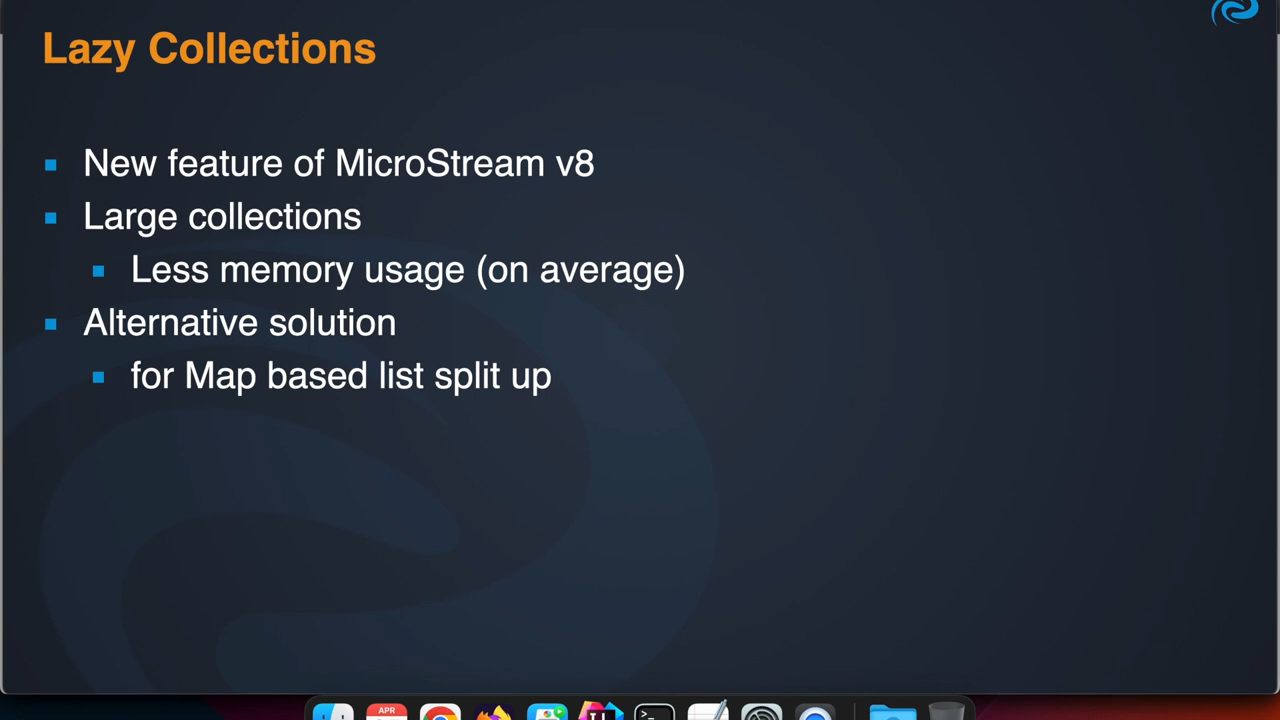 Lazy Collections
New feature of MicroStream v8
Large collections
Less memory usage (on average)
Alternative solution
for Map based list split up
APR